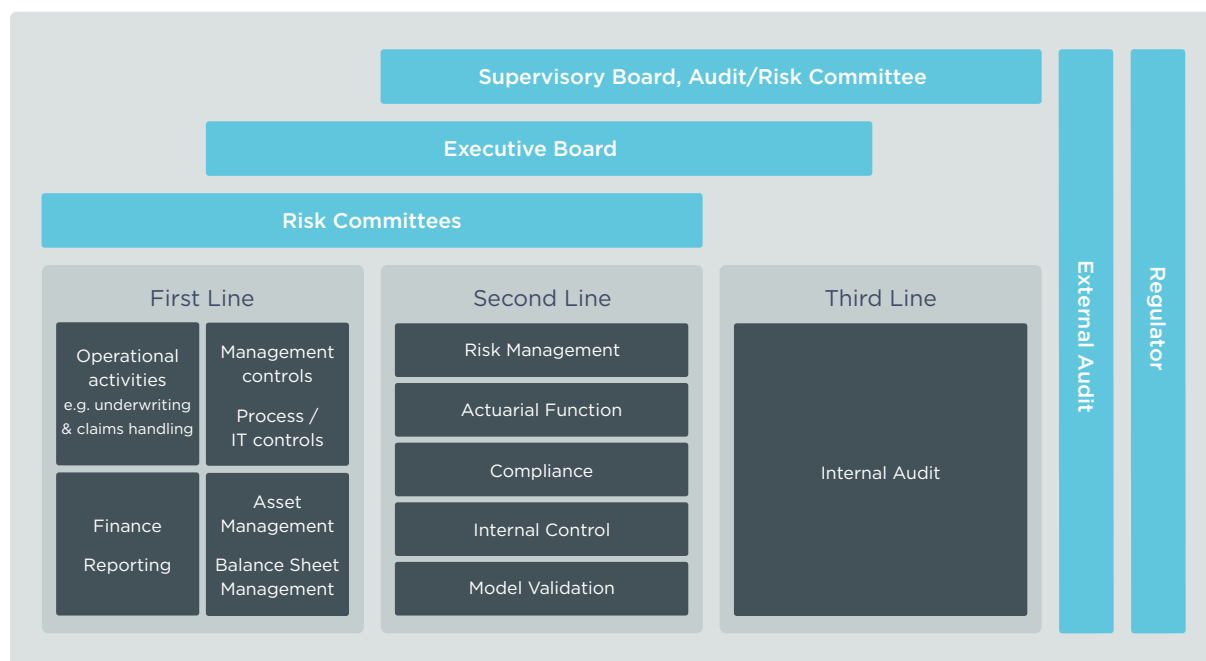 Supervisory Board, Audit/Risk Committee
Executive Board
Risk Committees
First Line
Operational
activities
e.g. underwriting
& claims handling
Management
controls
Process /
IT controls
Finance
Reporting
Asset
Management
Balance Sheet
Management
Second Line
Risk Management
Actuarial Function
Compliance
Internal Control
Model Validation
Third Line
Internal Audit
External Audit
Regulator